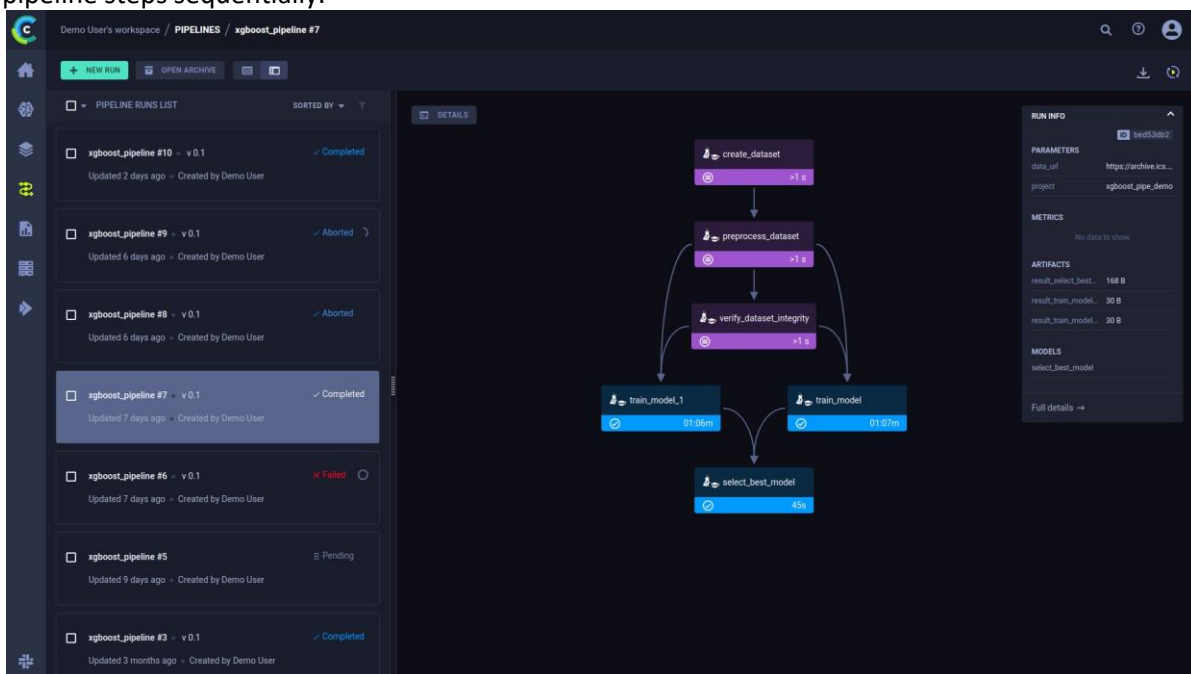 pipeline steps sequentially.
Demo User's workspace / PIPELINES / xgboost_pipeline #7
+ NEW RUN
OPEN ARCHIVE
PIPELINE RUNS LIST
SORTED BY
xgboost_pipeline #10 v 0.1
Completed
Updated 2 days ago Created by Demo User
xgboost_pipeline #9 v 0.1
Aborted
Updated 6 days ago Created by Demo User
xgboost_pipeline #8 v 0.1
Aborted
Updated 6 days ago Created by Demo User
xgboost_pipeline #7 v 0.1
Completed
Updated 7 days ago Created by Demo User
xgboost_pipeline #6 v 0.1
Failed
Updated 7 days ago Created by Demo User
xgboost_pipeline #5
Pending
Updated 9 days ago Created by Demo User
xgboost_pipeline #3 v 0.1
Completed
Updated 3 months ago Created by Demo User
DETAILS
create_dataset
>1 s
preprocess_dataset
>1 s
verify_dataset_integrity
>1 s
train_model_1
01:06m
train_model
01:07m
select_best_model
45s
RUN INFO
ID bed53db2
PARAMETERS
data_url https://archive.ics...
project xgboost_pipe_demo
METRICS
No data to show
ARTIFACTS
result_select_best... 168 B
result_train_model... 30 B
result_train_model... 30 B
MODELS
select_best_model
Full details →